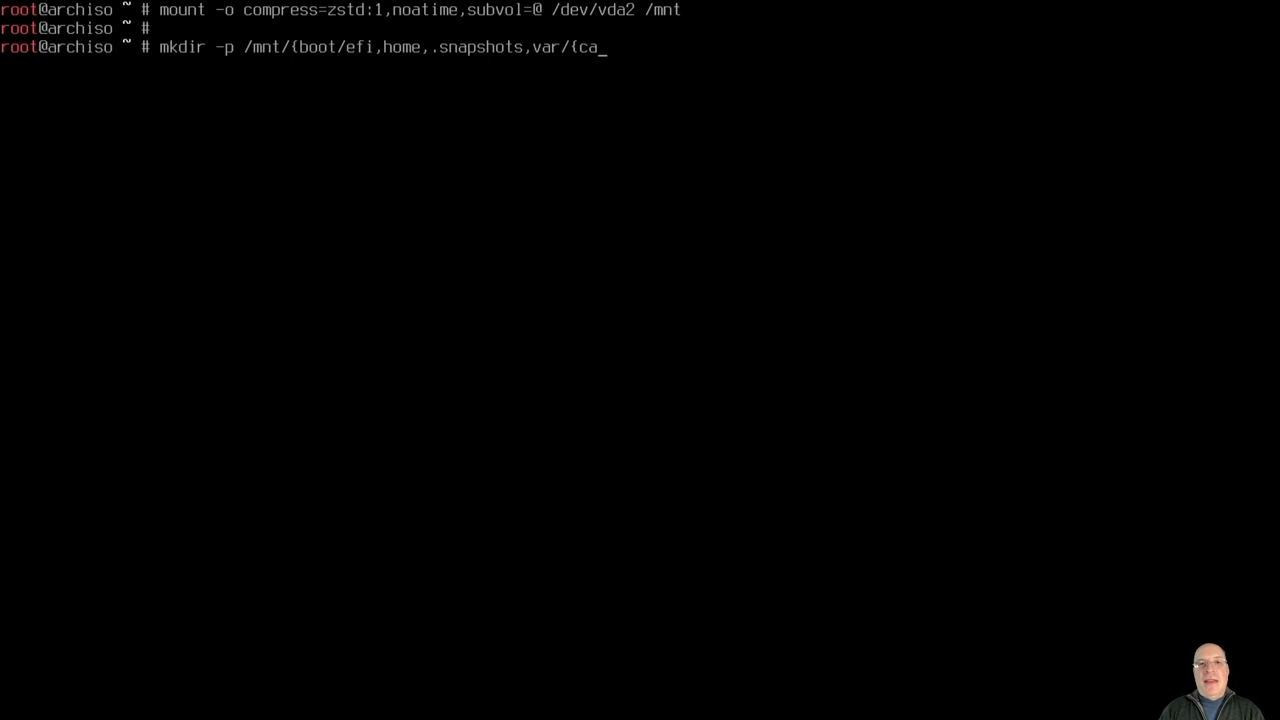 root@archiso ~ # mount -o compress=zstd:1,noatime,subvol=@ /dev/vda2 /mnt
root@archiso ~ #
root@archiso ~ # mkdir -p /mnt/{boot/efi,home,.snapshots,var/{ca_